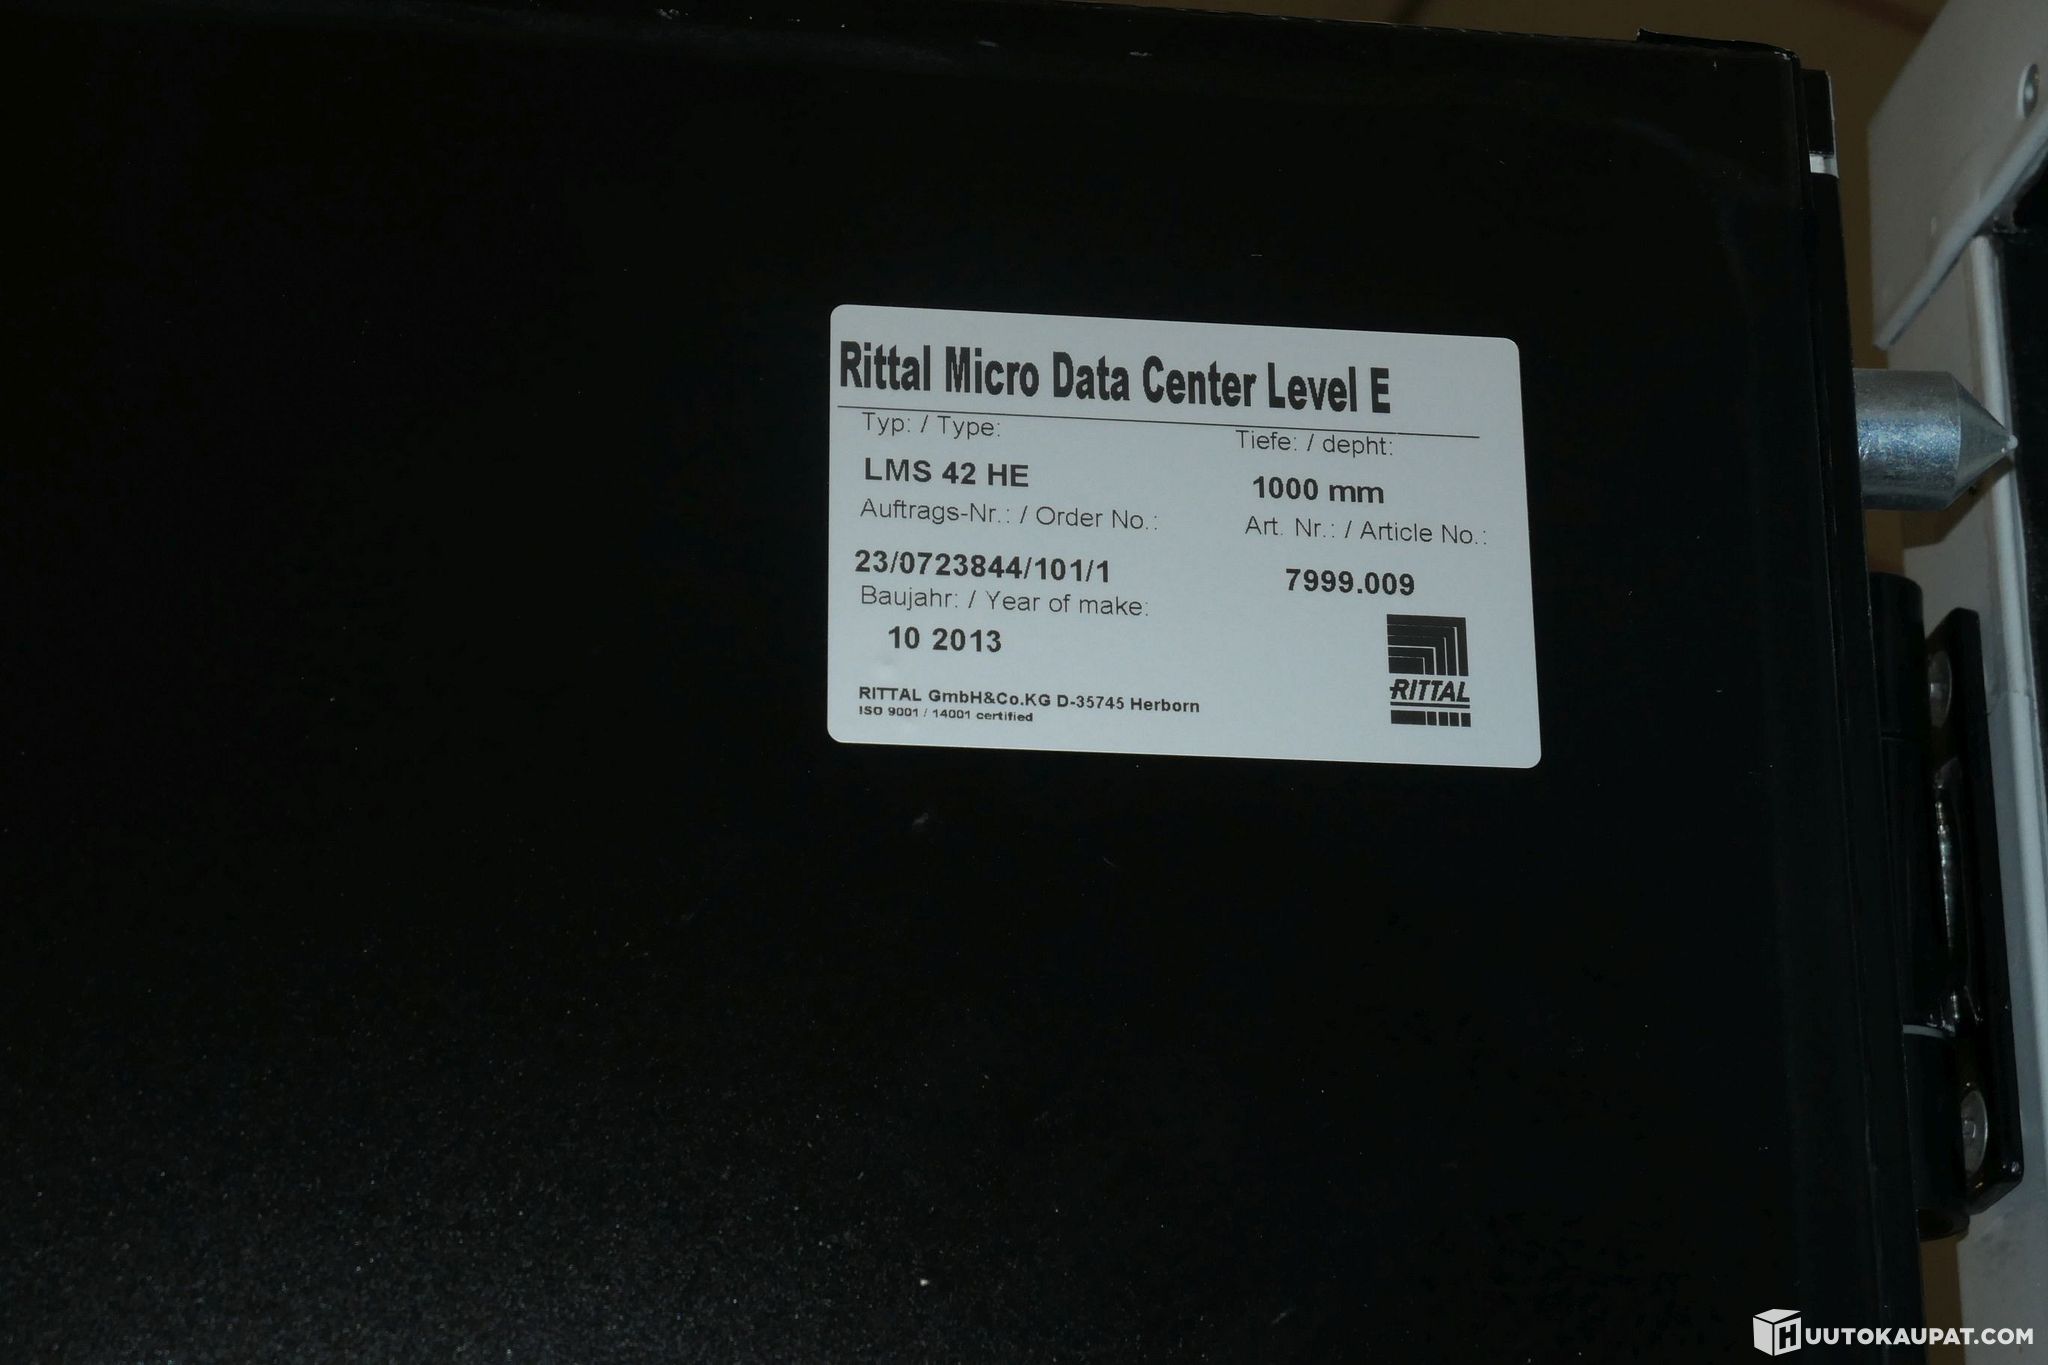 Rittal Micro Data Center Level E
Typ: / Type:
Tiefe: / depht:
LMS 42 HE
1000 mm
Auftrags-Nr.: / Order No.:
Art. Nr.: / Article No.:
23/0723844/101/1
7999.009
Baujahr: / Year of make:
10 2013
RITTAL
RITTAL GmbH&Co.KG D-35745 Herborn
ISO 9001 / 14001 certified
HUUTOKAUPAT.COM